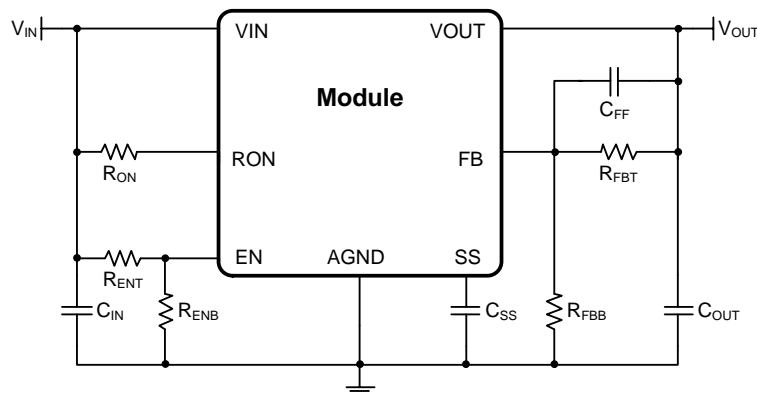 VIN VIN VOUT VOUT
Module
CFF
RON RON FB RFBT
EN AGND SS
RENT
CIN RENB CSS RFBB COUT